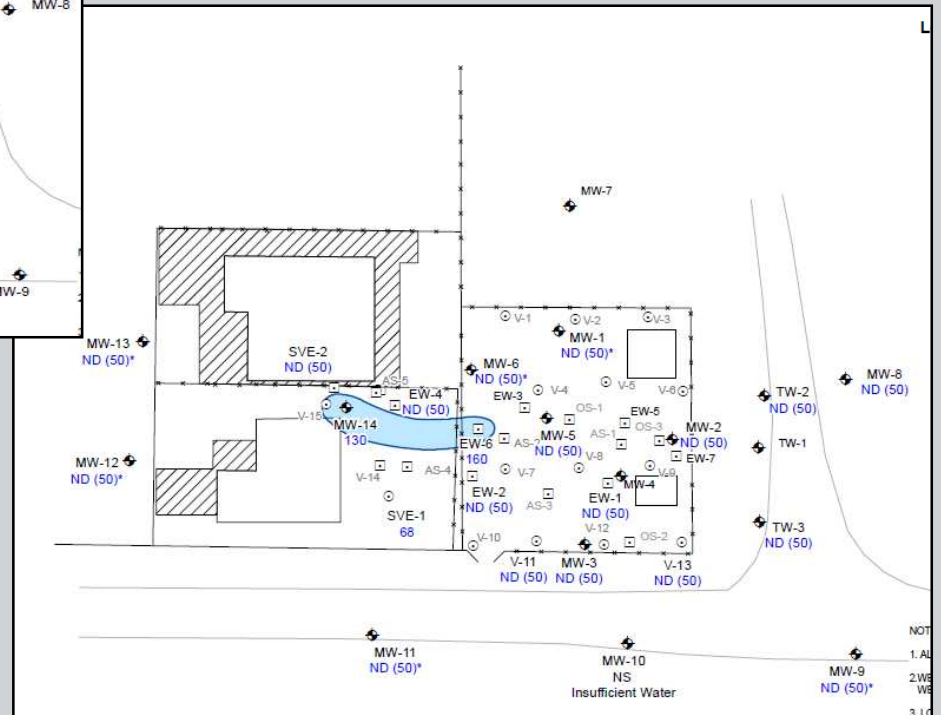 MW-8
L
MW-9
MW-7
V-1
V-2
V-3
MW-1
ND (50)*
MW-13
ND (50)*
SVE-2
ND (50)
MW-6
ND (50)*
AS-5
EW-4
ND (50)
EW-3
V-4
V-5
V-6
MW-8
ND (50)
TW-2
ND (50)
V-15
MW-14
130
OS-1
EW-5
AS-1
OS-3
MW-2
ND (50)
TW-1
EW-6
160
MW-5
ND (50)
EW-7
MW-12
ND (50)*
V-14
AS-4
V-7
V-8
V-9
MW-4
EW-2
ND (50)
AS-3
EW-1
ND (50)
SVE-1
68
TW-3
ND (50)
V-10
V-12
OS-2
V-11
ND (50)
MW-3
ND (50)
V-13
ND (50)
MW-11
ND (50)*
MW-10
NS
Insufficient Water
MW-9
ND (50)*
NOT
1. AL
2.WE
WE